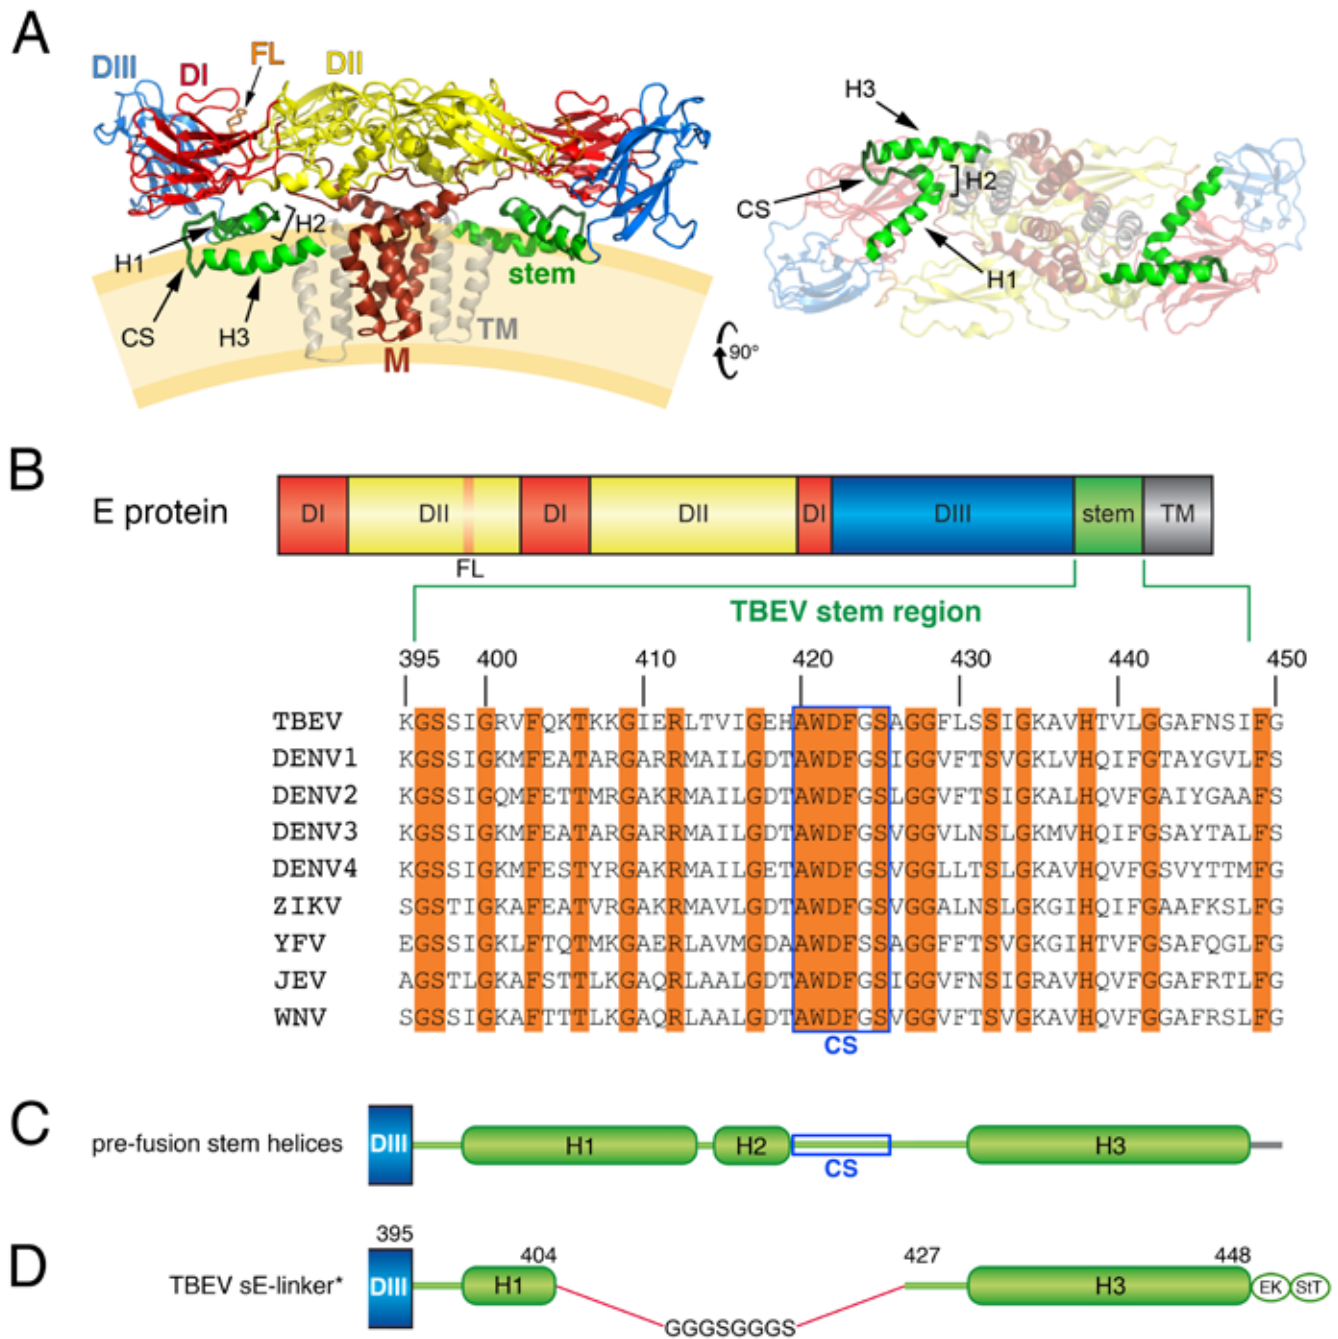 A
DIII
DI
FL
DII
H1
H2
CS
H3
M
TM
stem
H3
CS
H2
H1
90°
B
E protein
DI DII DI DII DI DIII stem TM
FL
TBEV stem region
395 400 410 420 430 440 450
TBEV KGSSIGRVFQKTKKGIERLTVIGEHAWDFGSAGGFLSSIGKAVHTVLGGAFNSIFG
DENV1 KGSSIGKMFEATARGARRMAILGDTAWDFGSIGGVFTSVGKLVHQIFGTAYGVLFS
DENV2 KGSSIGQMFETTMRGAKRMAILGDTAWDFGSLGGVFTSIGKALHQVFGAIYGAAFS
DENV3 KGSSIGKMFEATARGARRMAILGDTAWDFGSVGGVLNSLGKMVHQIFGSAYTALFS
DENV4 KGSSIGKMFESTYRGAKRMAILGETAWDFGSVGGLLTSLGKAVHQVFGSVYTTMFG
ZIKV SGSTIGKAFEATVRGAKRMAVLGDTAWDFGSVGGALNSLGKGIHQIFGAAFKSLFG
YFV EGSSIGKLFTQTMKGAERLAVMGDAAWDFSSAGGFFTSVGKGIHTVFGSAFQGLFG
JEV AGSTLGKAFSTTLKGAQRLAALGDTAWDFGSIGGVFNSIGRAVHQVFGGAFRTLFG
WNV SGSSIGKAFTTTLKGAQRLAALGDTAWDFGSVGGVFTSVGKAVHQVFGGAFRSLFG
CS
C
pre-fusion stem helices DIII H1 H2 H3
CS
D
395 404 427 448
TBEV sE-linker* DIII H1 H3 EK StT
GGGSGGGS